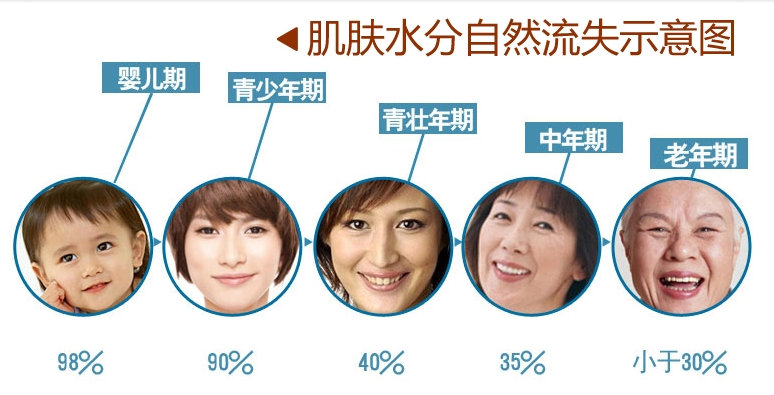 肌肤水分自然流失示意图
婴儿期
青少年期
青壮年期
中年期
老年期
98%
90%
40%
35%
小于30%